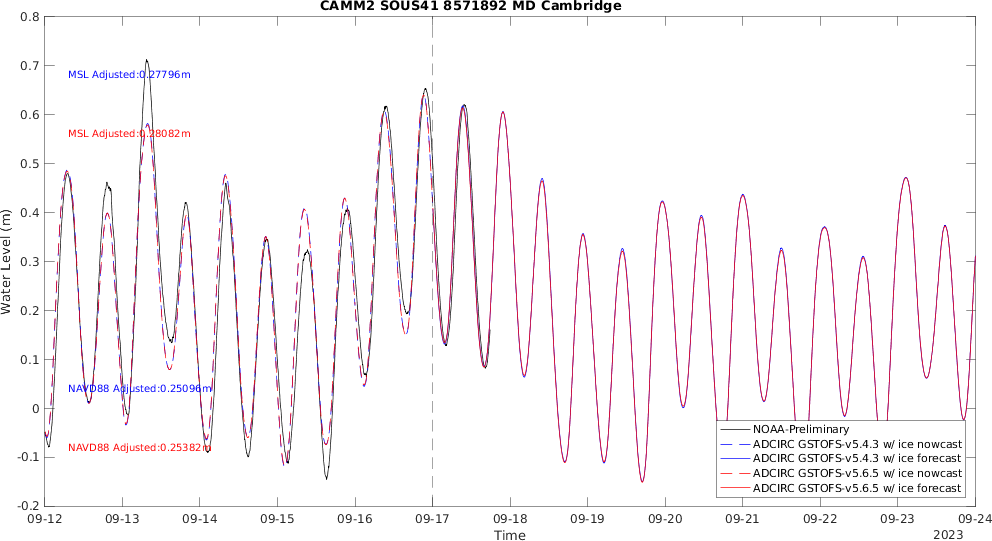 CAMM2 SOUS41 8571892 MD Cambridge
0.8
0.7
0.6
0.5
0.4
0.3
0.2
0.1
0
-0.1
-0.2
Water Level (m)
MSL Adjusted:0.27796m
MSL Adjusted:0.28082m
NAVD88 Adjusted:0.25096m
NAVD88 Adjusted:0.25382m
NOAA-Preliminary
ADCIRC GSTOFS-v5.4.3 w/ ice nowcast
ADCIRC GSTOFS-v5.4.3 w/ ice forecast
ADCIRC GSTOFS-v5.6.5 w/ ice nowcast
ADCIRC GSTOFS-v5.6.5 w/ ice forecast
09-12 09-13 09-14 09-15 09-16 09-17 09-18 09-19 09-20 09-21 09-22 09-23 09-24
Time
2023